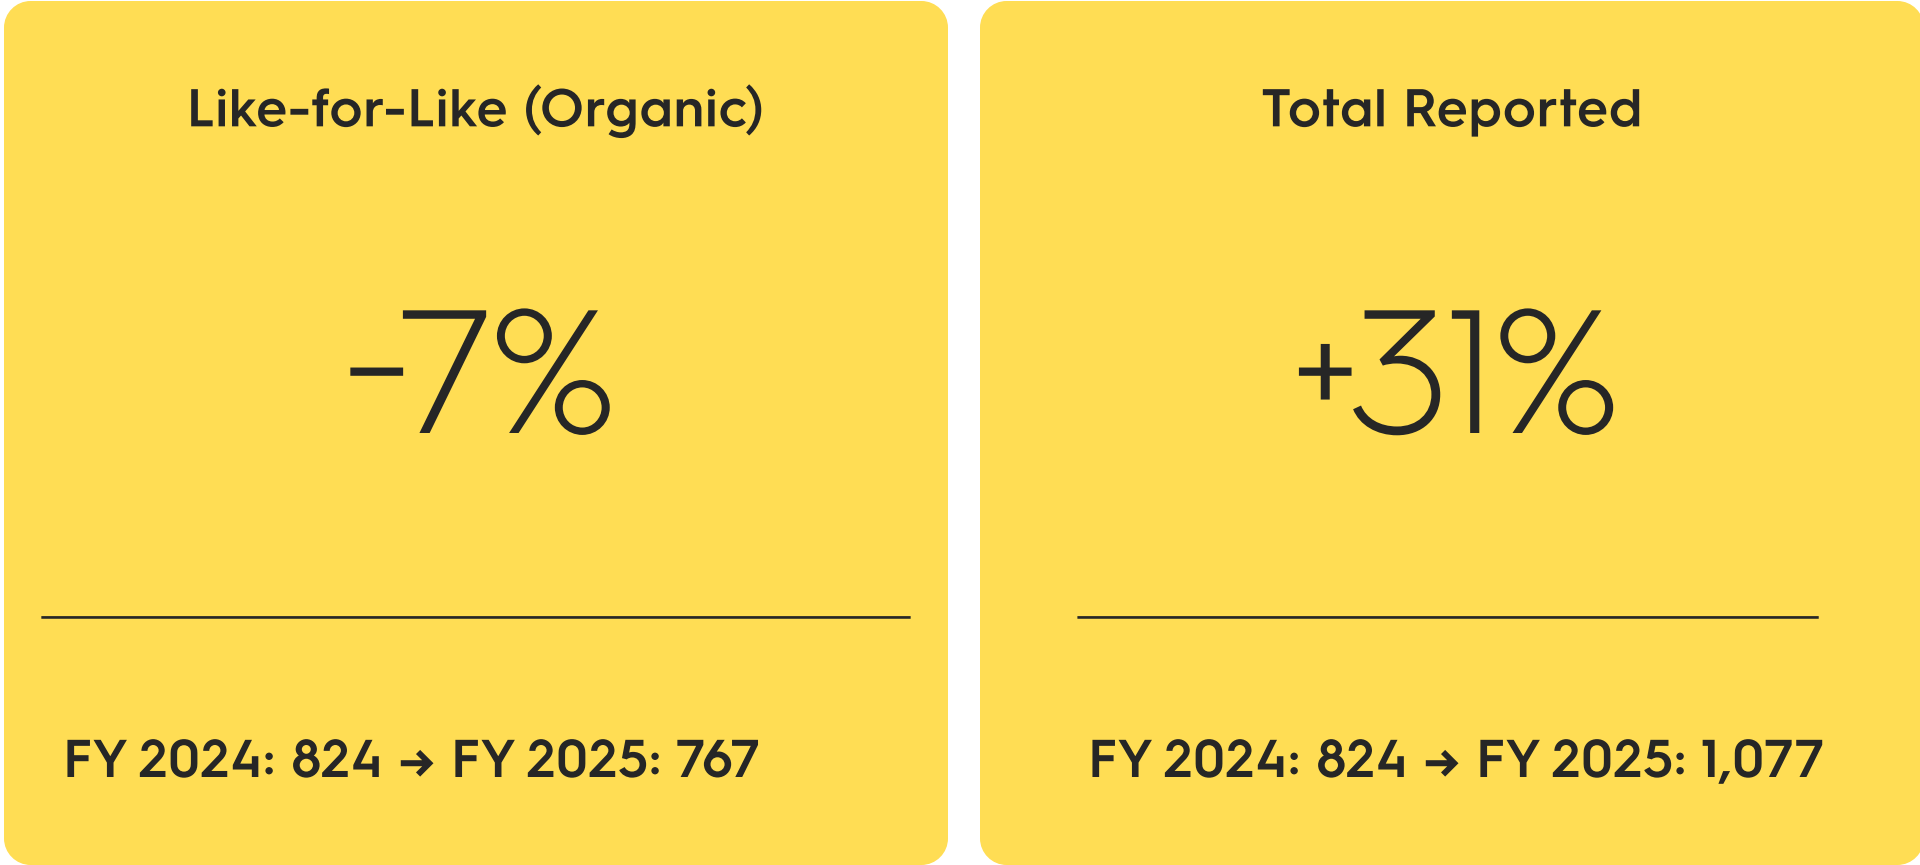 Like-for-Like (Organic)
-7%
FY 2024: 824 → FY 2025: 767
Total Reported
+31%
FY 2024: 824 → FY 2025: 1,077